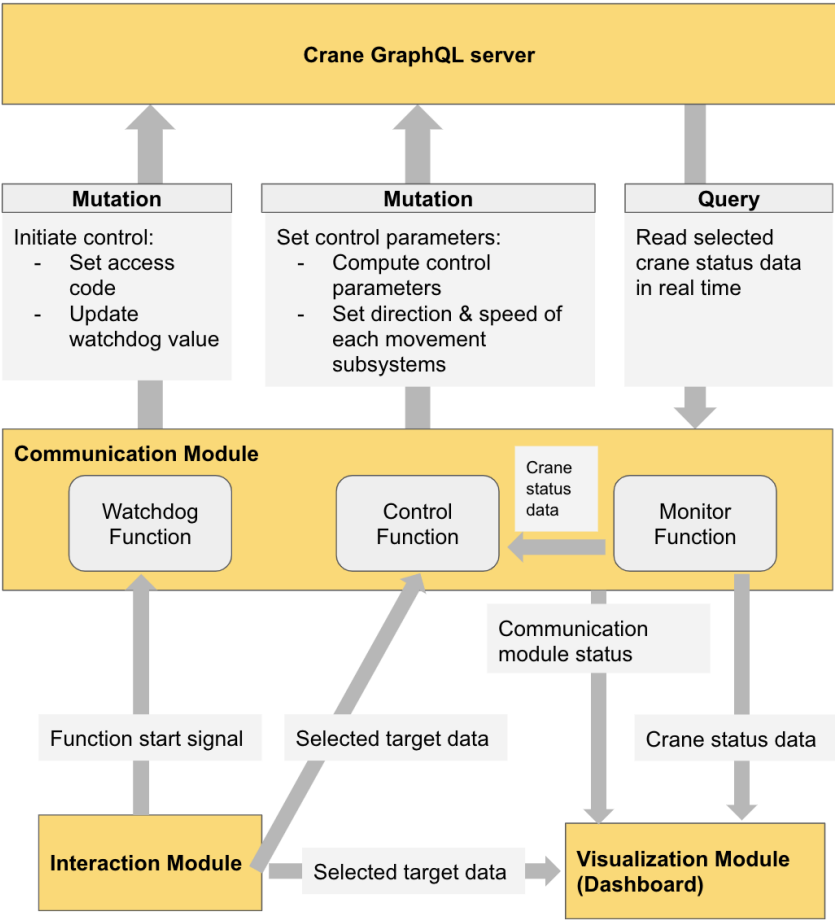 Crane GraphQL server
Mutation
Initiate control:
- Set access
code
- Update
watchdog value
Mutation
Set control parameters:
- Compute control
parameters
- Set direction & speed of
each movement
subsystems
Query
Read selected
crane status data
in real time
Communication Module
Watchdog
Function
Control
Function
Crane
status
data
Monitor
Function
Communication
module status
Function start signal
Selected target data
Crane status data
Interaction Module
Selected target data
Visualization Module
(Dashboard)